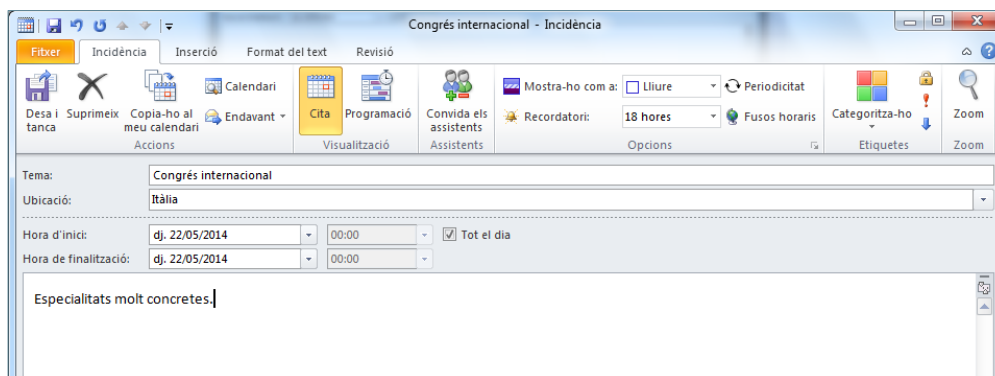 Congrés internacional - Incidència
Fitxer Incidència Inserció Format del text Revisió
Desa i tanca
Suprimeix
Copia-ho al meu calendari
Calendari
Endavant
Accions
Cita
Programació
Visualització
Convida els assistents
Assistents
Mostra-ho com a: Lliure
Recordatori: 18 hores
Periodicitat
Fusos horaris
Opcions
Categoritza-ho
Etiquetes
Zoom
Zoom
Tema: Congrés internacional
Ubicació: Itàlia
Hora d'inici: dj. 22/05/2014 00:00 Tot el dia
Hora de finalització: dj. 22/05/2014 00:00
Especialitats molt concretes.